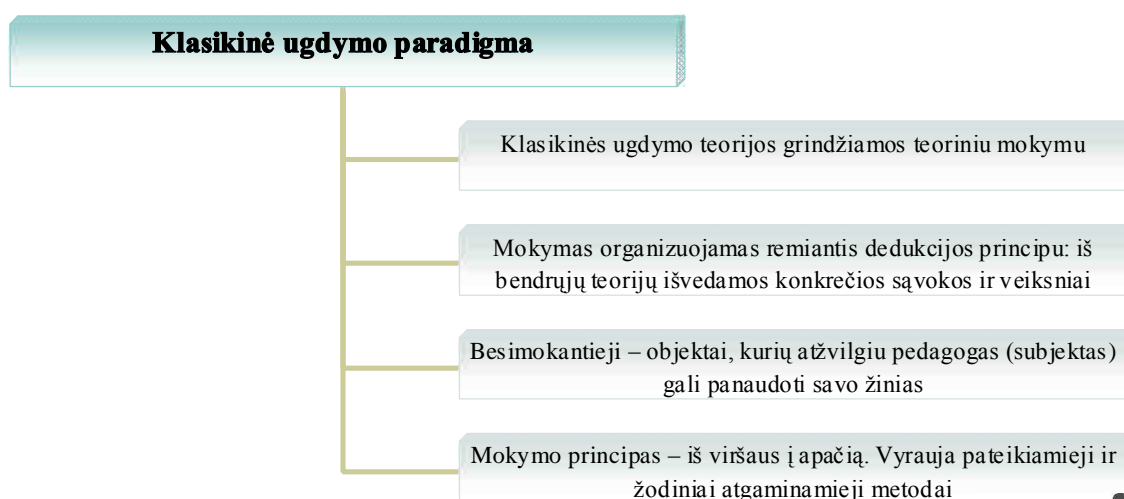 Klasikinė ugdymo paradigma
Klasikinės ugdymo teorijos grindžiamos teoriniu mokymu
Mokymas organizuojamas remiantis dedukcijos principu: iš
bendrųjų teorijų išvedamos konkrečios sąvokos ir veiksniai
Besimokantieji – objektai, kurių atžvilgiu pedagogas (subjektas)
gali panaudoti savo žinias
Mokymo principas – iš viršaus į apačią. Vyrauja pateikiamieji ir
žodiniai atgaminamieji metodai